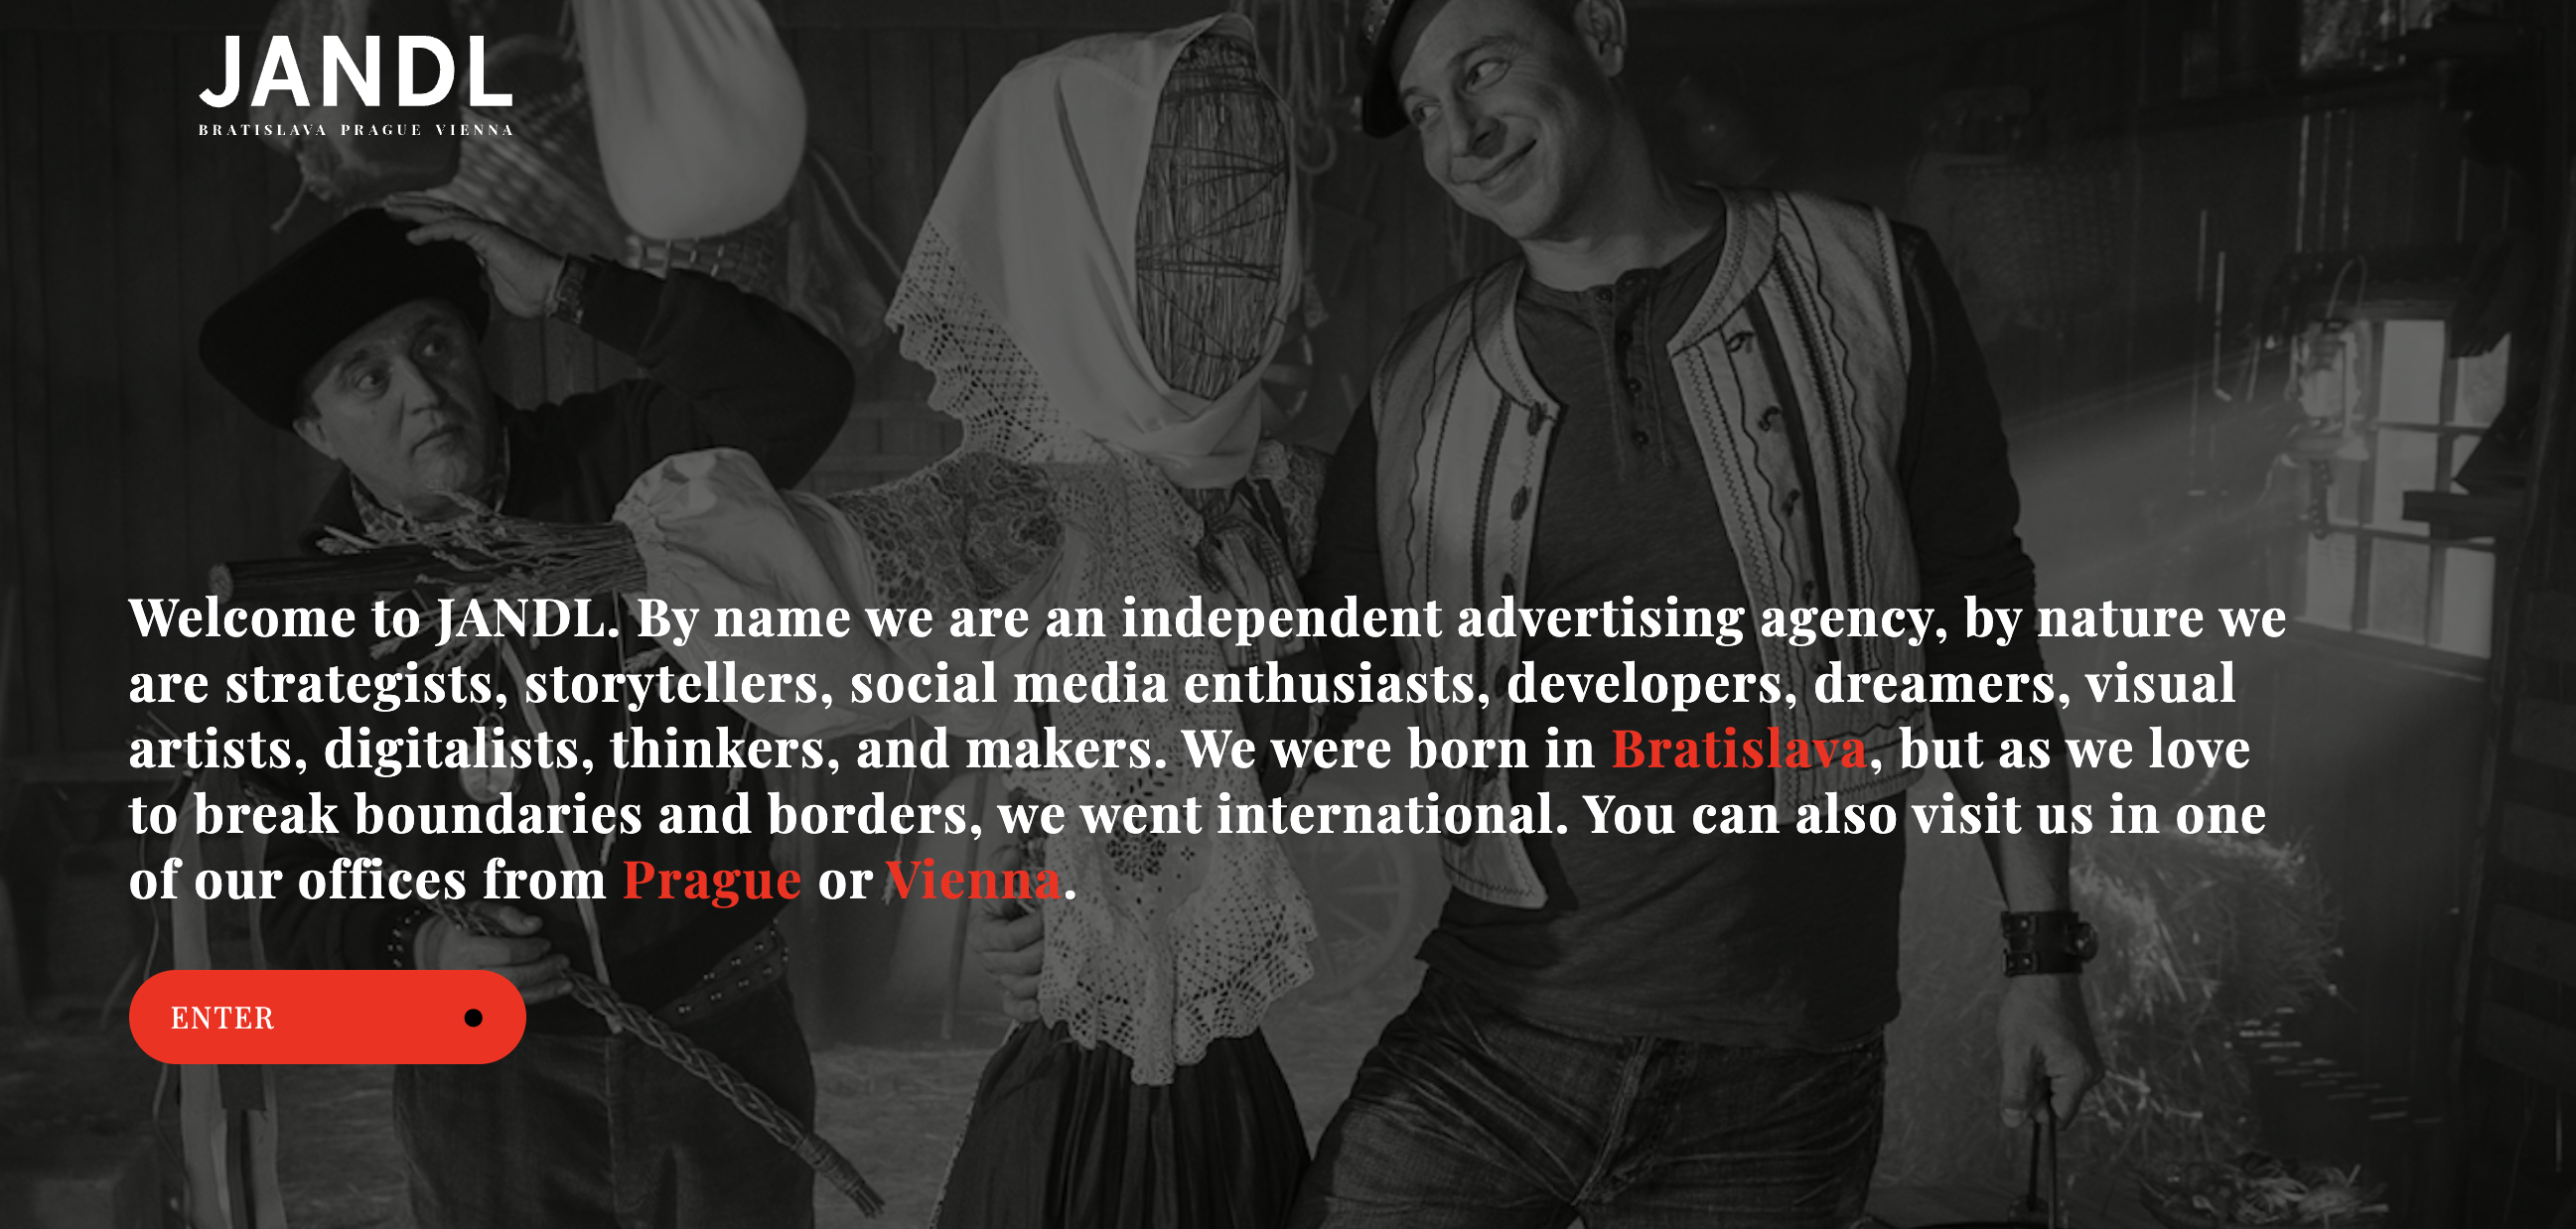 JANDL
BRATISLAVA PRAGUE VIENNA
Welcome to JANDL. By name we are an independent advertising agency, by nature we
are strategists, storytellers, social media enthusiasts, developers, dreamers, visual
artists, digitalists, thinkers, and makers. We were born in Bratislava, but as we love
to break boundaries and borders, we went international. You can also visit us in one
of our offices from Prague or Vienna.
ENTER